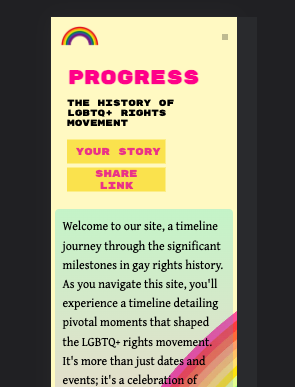 PROGRESS
THE HISTORY OF
LGBTQ+ RIGHTS
MOVEMENT
YOUR STORY
SHARE
LINK
Welcome to our site, a timeline
journey through the significant
milestones in gay rights history.
As you navigate this site, you'll
experience a timeline detailing
pivotal moments that shaped
the LGBTQ+ rights movement.
It's more than just dates and
events; it's a celebration of